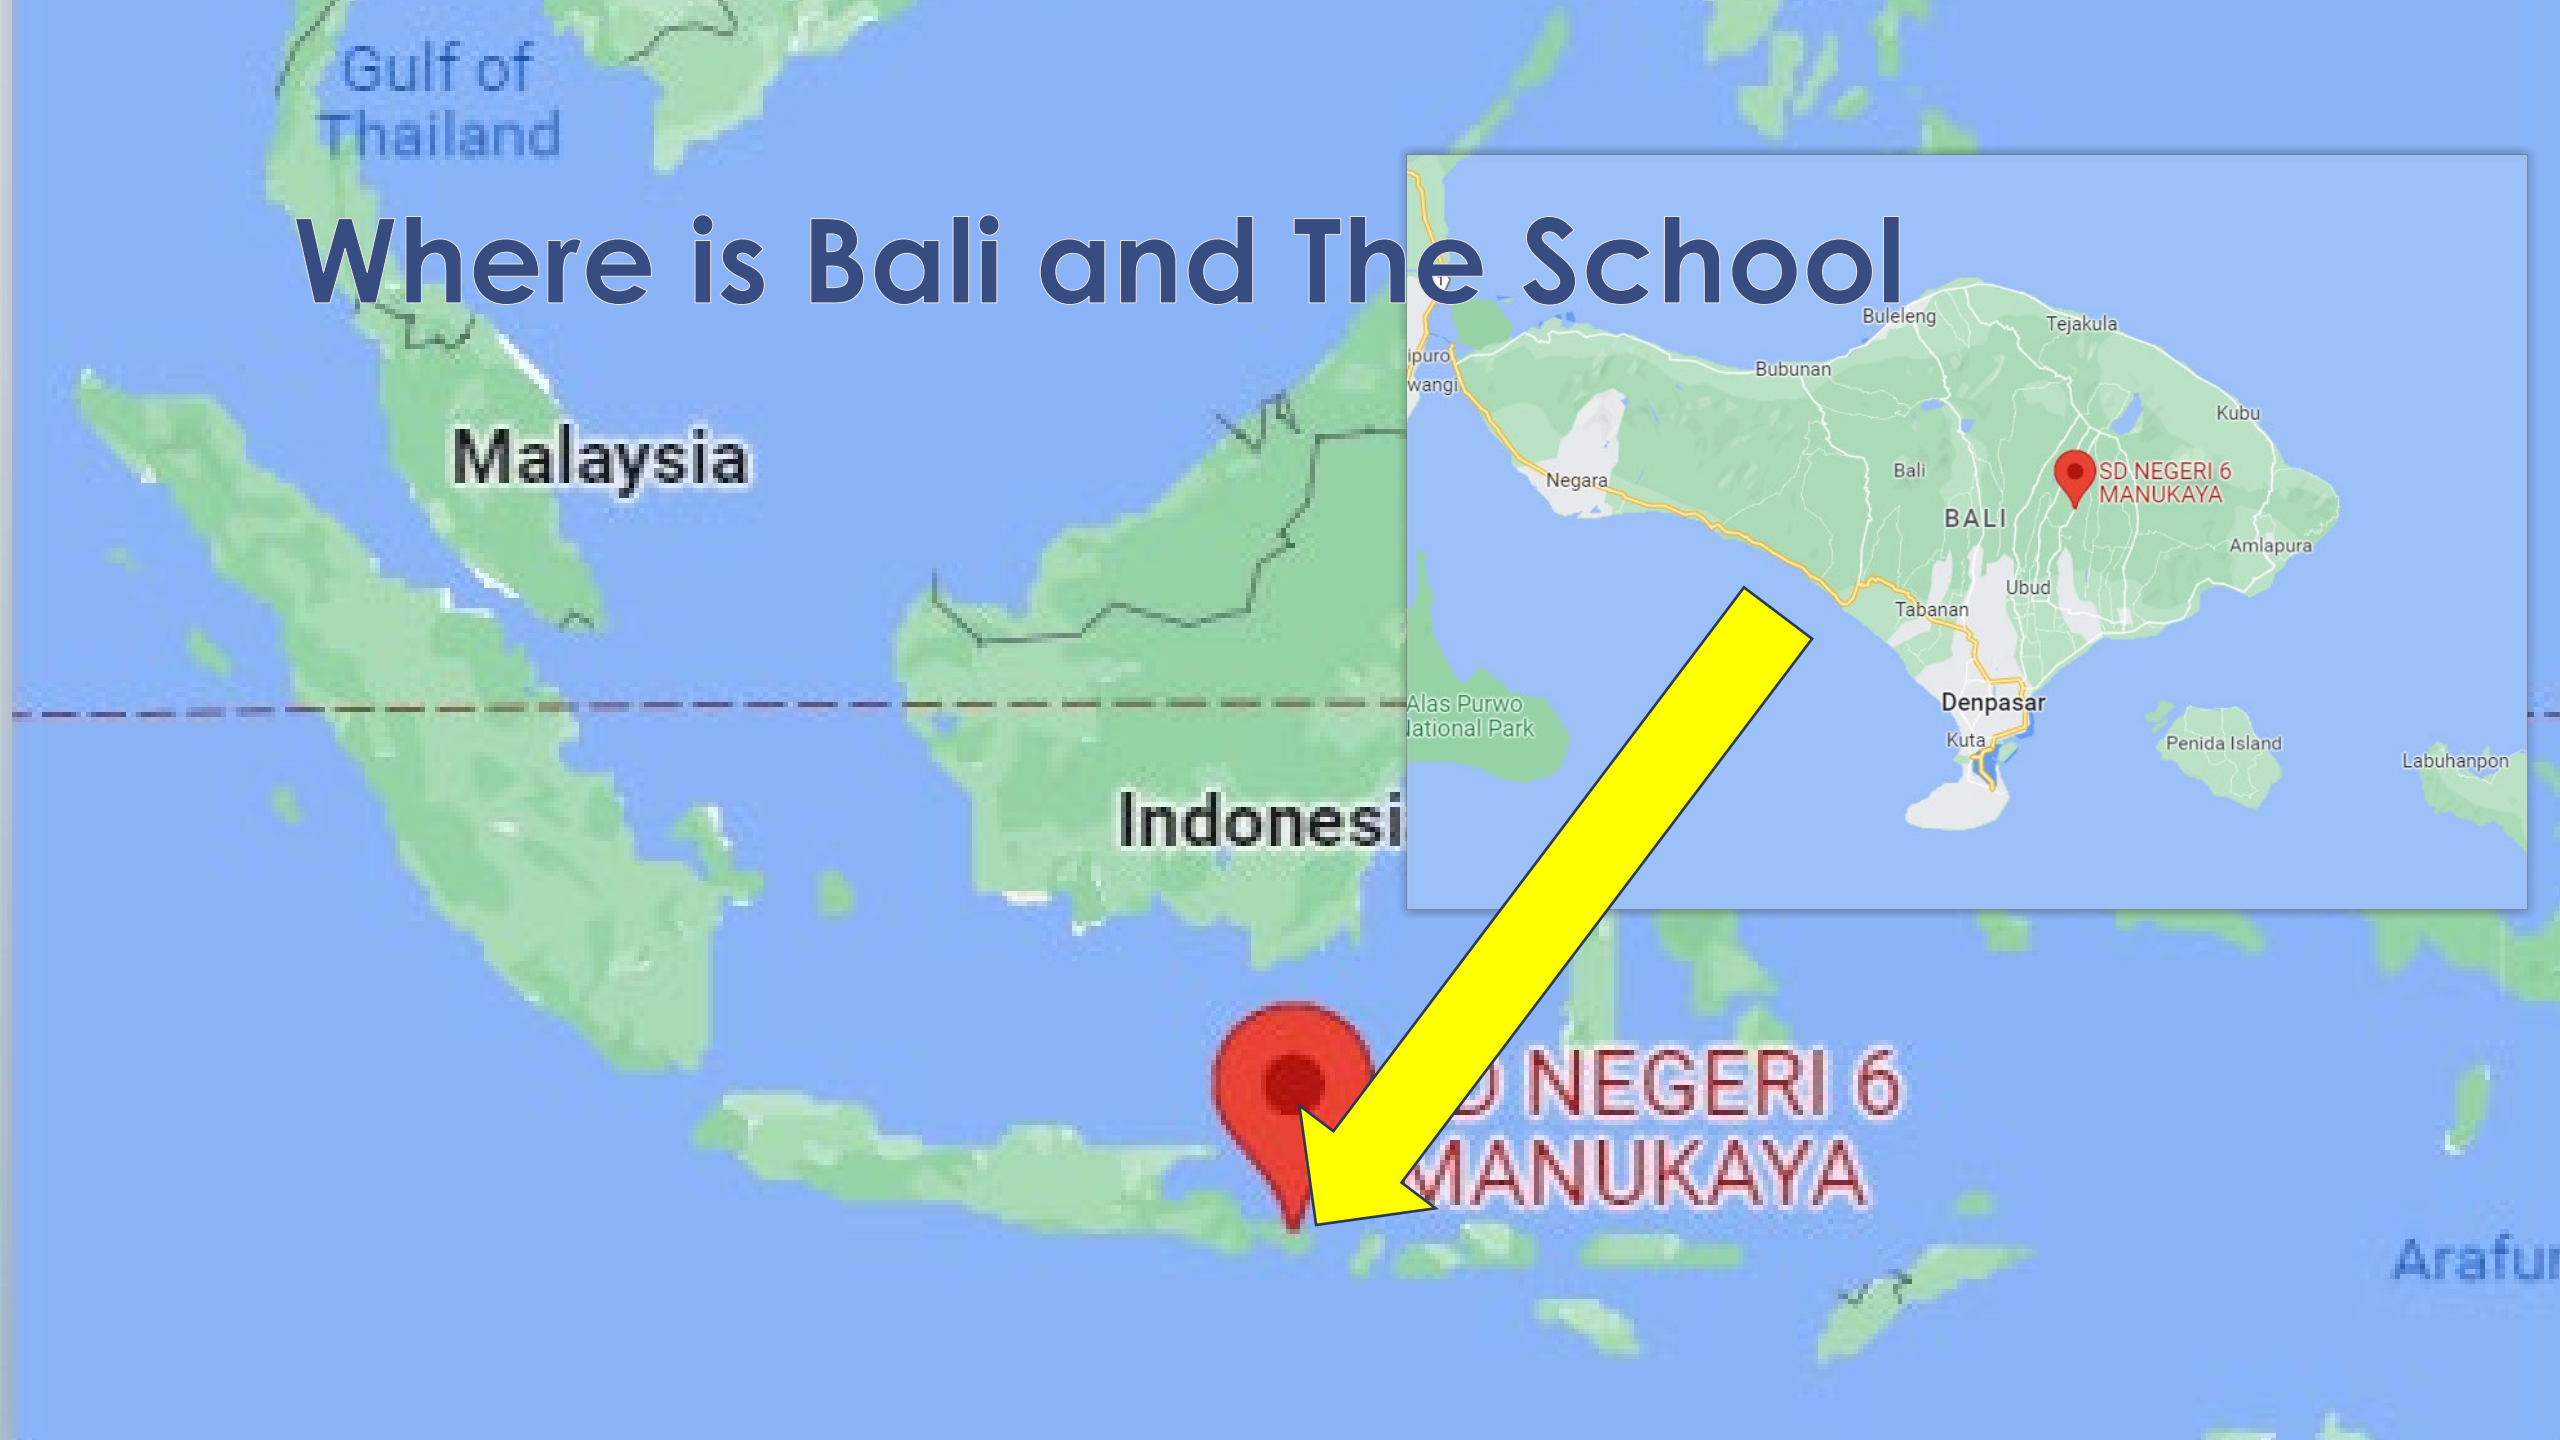 Gulf of
Thailand
Where is Bali and The School
Malaysia
Indonesi
Buleleng
Tejakula
ipuro
wangi
Bubunan
Kubu
Negara
Bali
SD NEGERI 6
MANUKAYA
BALI
Amlapura
Ubud
Tabanan
Alas Purwo
National Park
Denpasar
Kuta
Penida Island
Labuhanpon
D NEGERI 6
MANUKAYA
Arafur